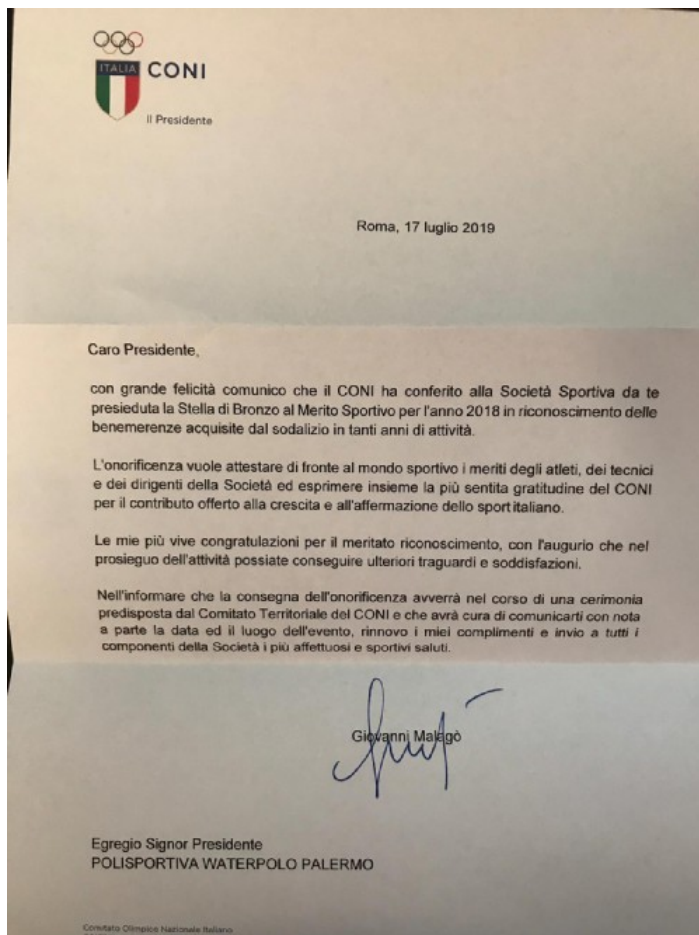 ITALIA
CONI
Il Presidente
Roma, 17 luglio 2019
Caro Presidente,
con grande felicità comunico che il CONI ha conferito alla Società Sportiva da te
presieduta la Stella di Bronzo al Merito Sportivo per l'anno 2018 in riconoscimento delle
benemerenze acquisite dal sodalizio in tanti anni di attività.
L'onorificenza vuole attestare di fronte al mondo sportivo i meriti degli atleti, dei tecnici
e dei dirigenti della Società ed esprimere insieme la più sentita gratitudine del CONI
per il contributo offerto alla crescita e all'affermazione dello sport italiano.
Le mie più vive congratulazioni per il meritato riconoscimento, con l'augurio che nel
prosieguo dell'attività possiate conseguire ulteriori traguardi e soddisfazioni.
Nell'informare che la consegna dell'onorificenza avverrà nel corso di una cerimonia
predisposta dal Comitato Territoriale del CONI e che avrà cura di comunicarti con nota
a parte la data ed il luogo dell'evento, rinnovo i miei complimenti e invio a tutti i
componenti della Società i più affettuosi e sportivi saluti.
Giovanni Malagò
Egregio Signor Presidente
POLISPORTIVA WATERPOLO PALERMO
Comitato Olimpico Nazionale Italiano